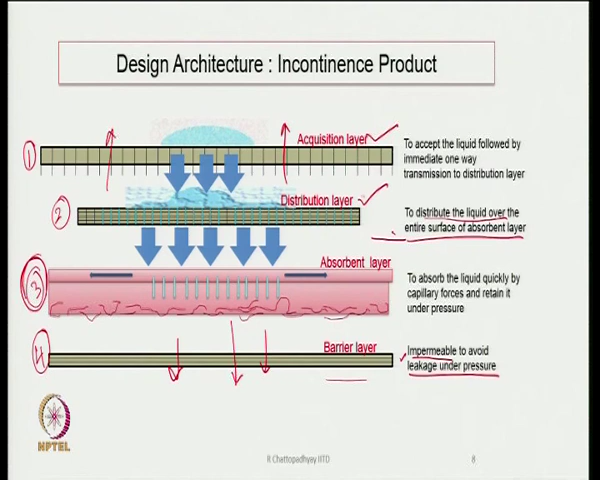 Design Architecture : Incontinence Product
1
Acquisition layer
To accept the liquid followed by
immediate one way
transmission to distribution layer
2
Distribution layer
To distribute the liquid over the
entire surface of absorbent layer
3
Absorbent layer
To absorb the liquid quickly by
capillary forces and retain it
under pressure
4
Barrier layer
Impermeable to avoid
leakage under pressure
NPTEL
R Chattopadhyay IITD
8